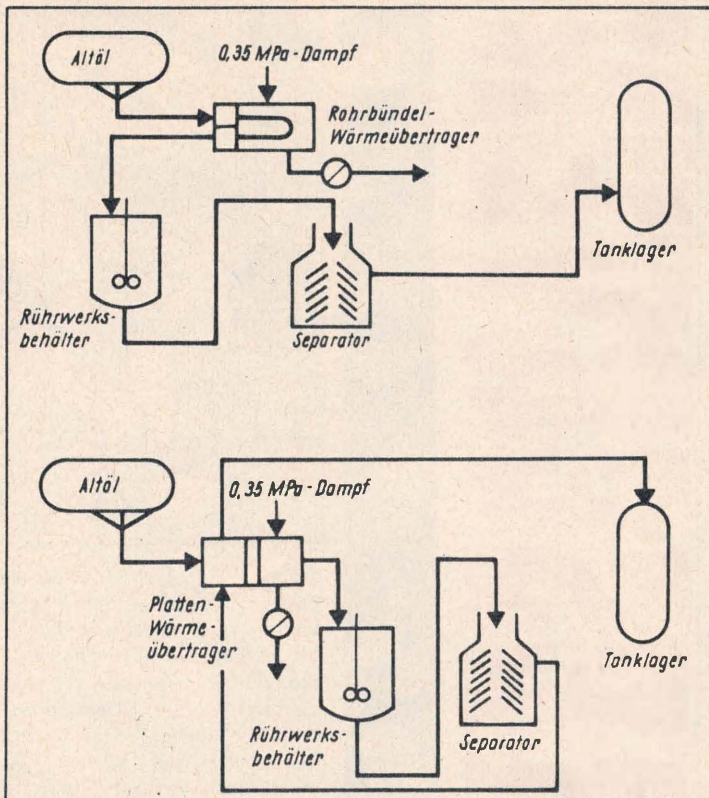 Altöl
0,35 MPa-Dampf
Rohrbündel-
Wärmeübertrager
Rührwerks-
behälter
Separator
Tanklager
Altöl
0,35 MPa-Dampf
Platten-
Wärme-
übertrager
Rührwerks-
behälter
Separator
Tanklager